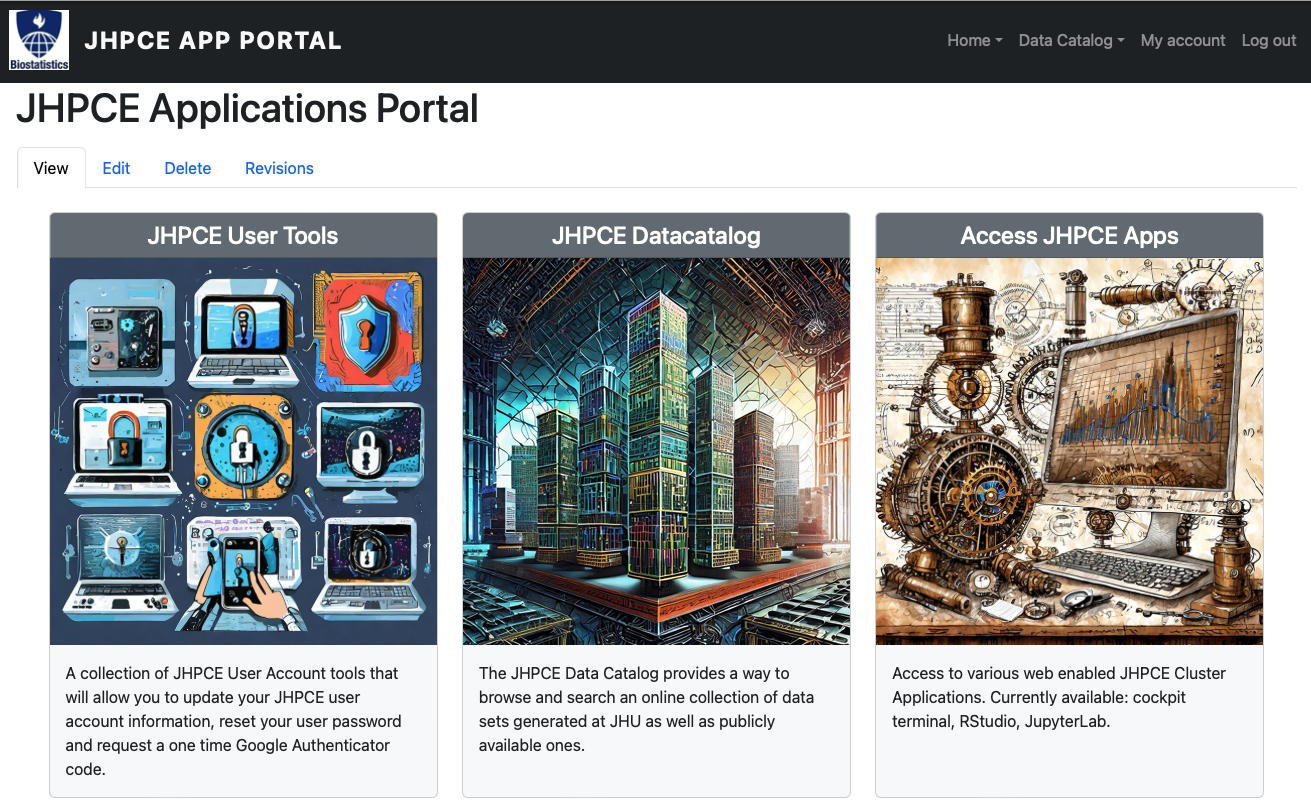 Biostatistics
JHPCE APP PORTAL
Home
Data Catalog
My account
Log out
JHPCE Applications Portal
View
Edit
Delete
Revisions
JHPCE User Tools
A collection of JHPCE User Account tools that
will allow you to update your JHPCE user
account information, reset your user password
and request a one time Google Authenticator
code.
JHPCE Datacatalog
The JHPCE Data Catalog provides a way to
browse and search an online collection of data
sets generated at JHU as well as publicly
available ones.
Access JHPCE Apps
Access to various web enabled JHPCE Cluster
Applications. Currently available: cockpit
terminal, RStudio, JupyterLab.